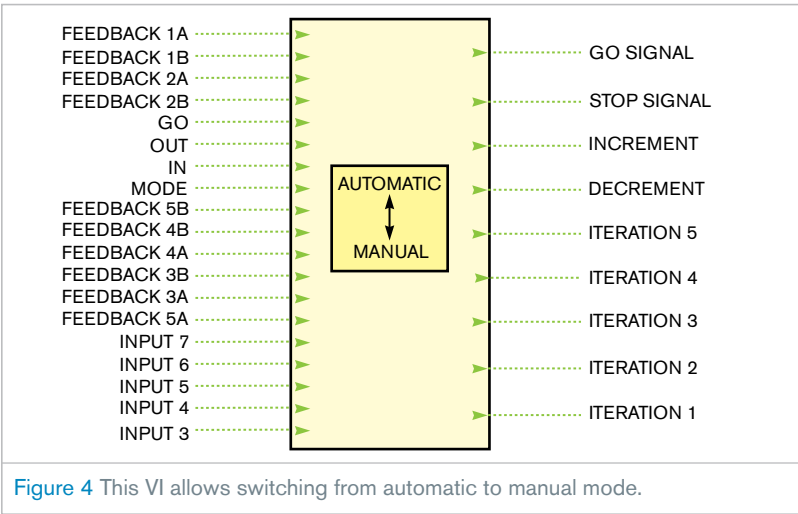 FEEDBACK 1A
FEEDBACK 1B
FEEDBACK 2A
FEEDBACK 2B
GO
OUT
IN
MODE
FEEDBACK 5B
FEEDBACK 4B
FEEDBACK 4A
FEEDBACK 3B
FEEDBACK 3A
FEEDBACK 5A
INPUT 7
INPUT 6
INPUT 5
INPUT 4
INPUT 3
AUTOMATIC
MANUAL
GO SIGNAL
STOP SIGNAL
INCREMENT
DECREMENT
ITERATION 5
ITERATION 4
ITERATION 3
ITERATION 2
ITERATION 1
Figure 4 This VI allows switching from automatic to manual mode.